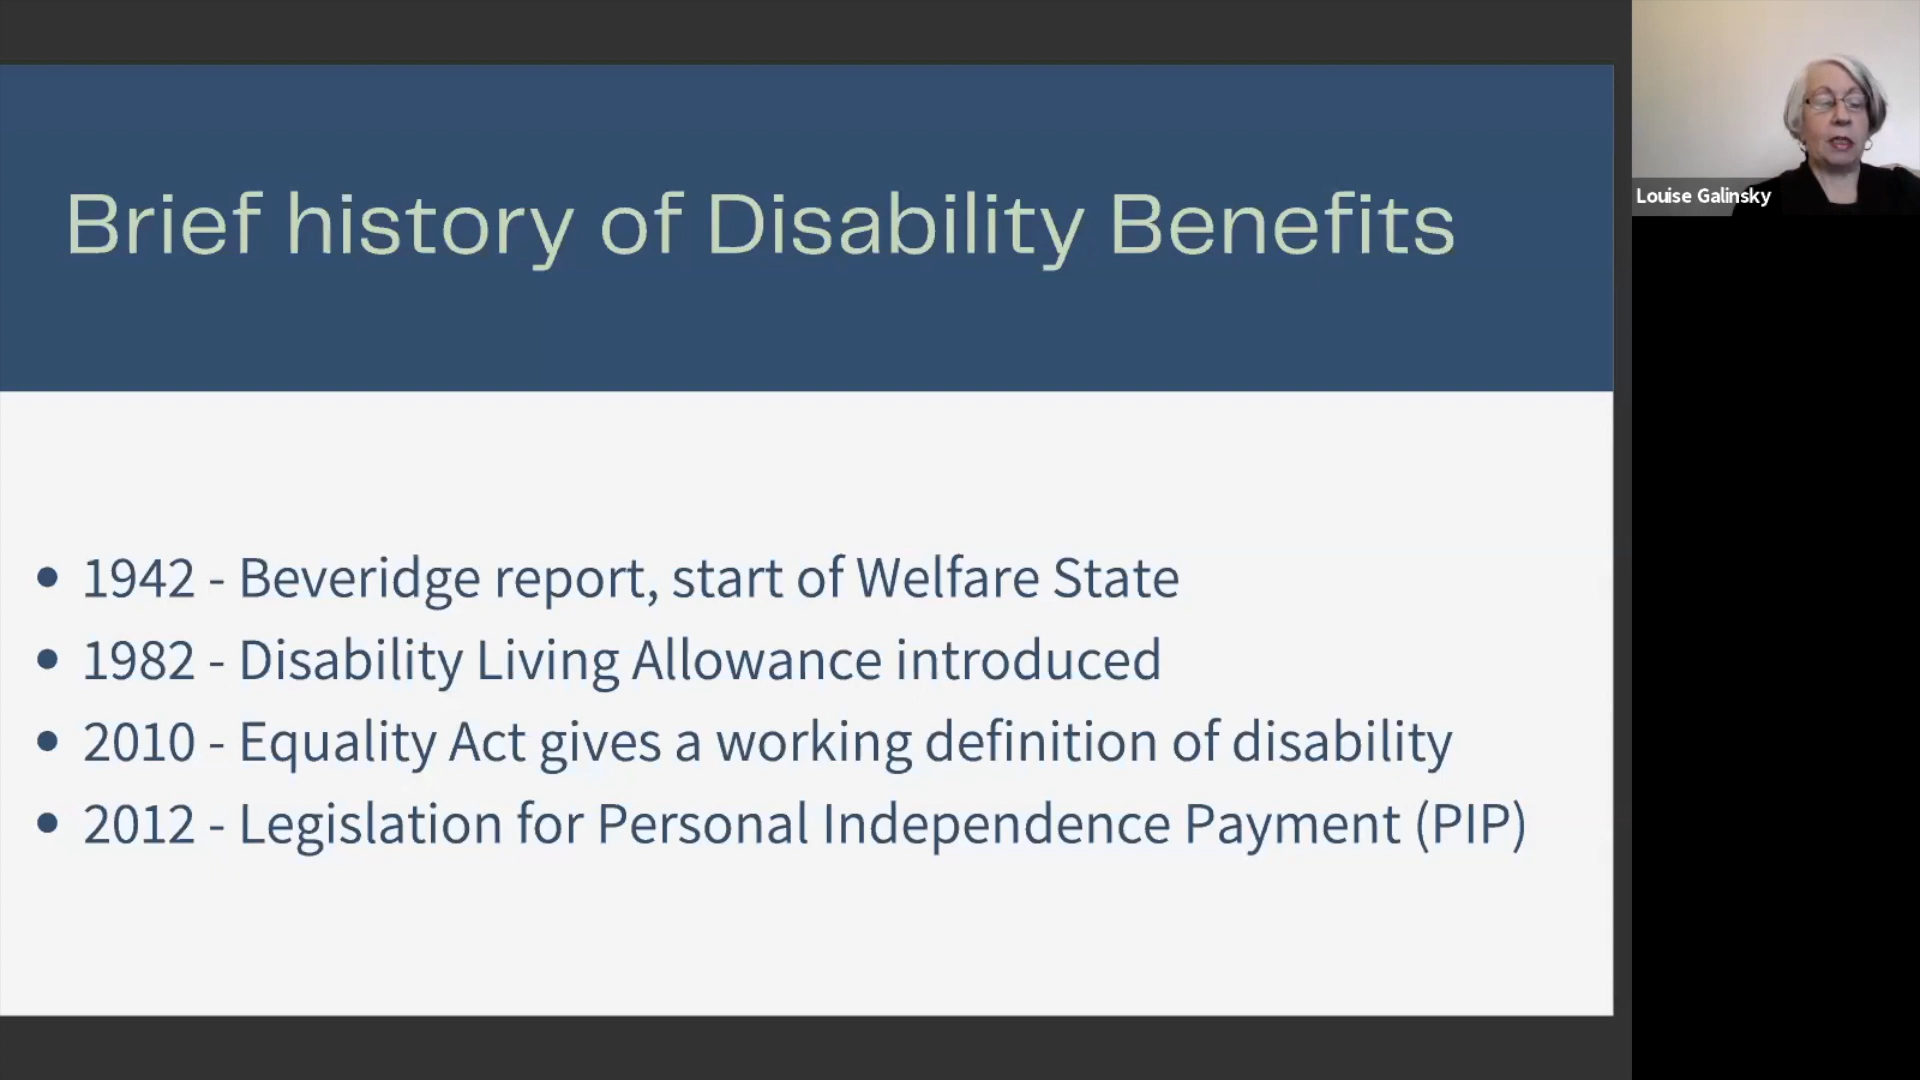 Brief history of Disability Benefits
• 1942 - Beveridge report, start of Welfare State
• 1982 - Disability Living Allowance introduced
• 2010 - Equality Act gives a working definition of disability
• 2012 - Legislation for Personal Independence Payment (PIP)
Louise Galinsky